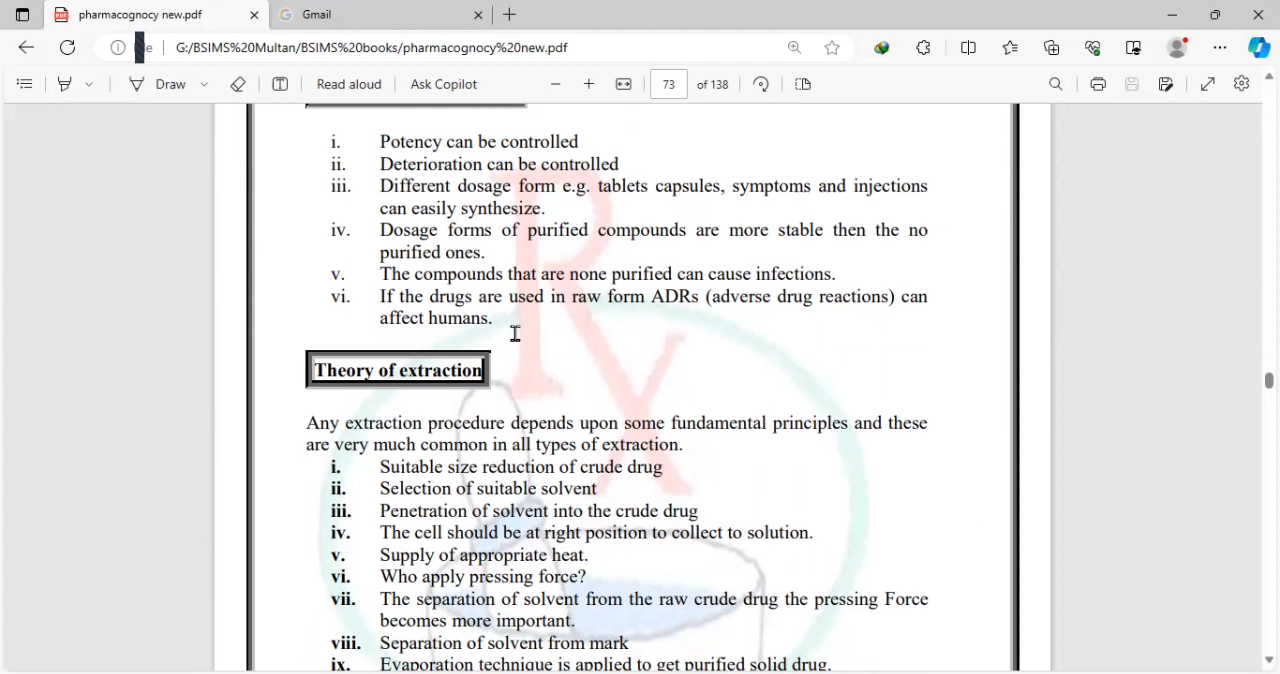 pharmacognocy new.pdf
Gmail
G:/BSIMS%20Multan/BSIMS%20books/pharmacognocy%20new.pdf
Draw
Read aloud
Ask Copilot
73 of 138
i. Potency can be controlled
ii. Deterioration can be controlled
iii. Different dosage form e.g. tablets capsules, symptoms and injections
can easily synthesize.
iv. Dosage forms of purified compounds are more stable then the no
purified ones.
v. The compounds that are none purified can cause infections.
vi. If the drugs are used in raw form ADRs (adverse drug reactions) can
affect humans.
Theory of extraction
Any extraction procedure depends upon some fundamental principles and these
are very much common in all types of extraction.
i. Suitable size reduction of crude drug
ii. Selection of suitable solvent
iii. Penetration of solvent into the crude drug
iv. The cell should be at right position to collect to solution.
v. Supply of appropriate heat.
vi. Who apply pressing force?
vii. The separation of solvent from the raw crude drug the pressing Force
becomes more important.
viii. Separation of solvent from mark
ix. Evaporation technique is applied to get purified solid drug.
Rx